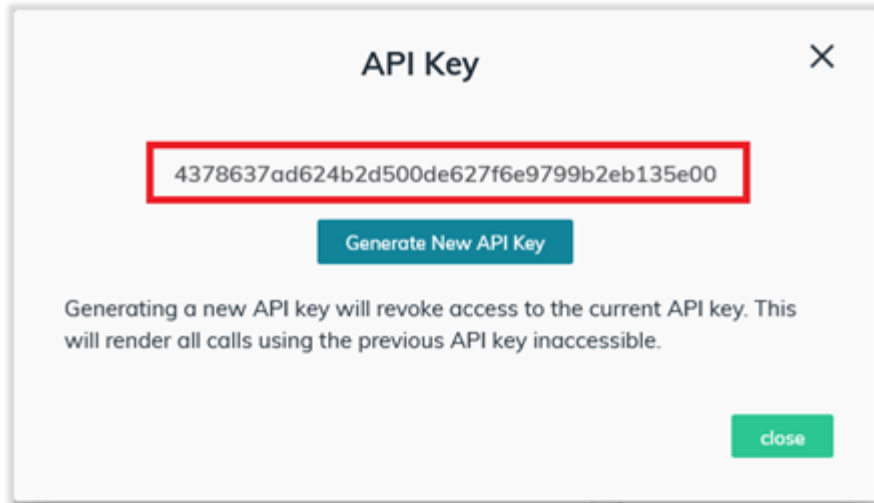 API Key
4378637ad624b2d500de627f6e9799b2eb135e00
Generate New API Key
Generating a new API key will revoke access to the current API key. This
will render all calls using the previous API key inaccessible.
close